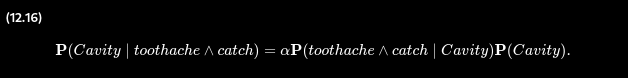 (12.16)
P(Cavity | toothache ∧ catch) = αP(toothache ∧ catch | Cavity)P(Cavity).